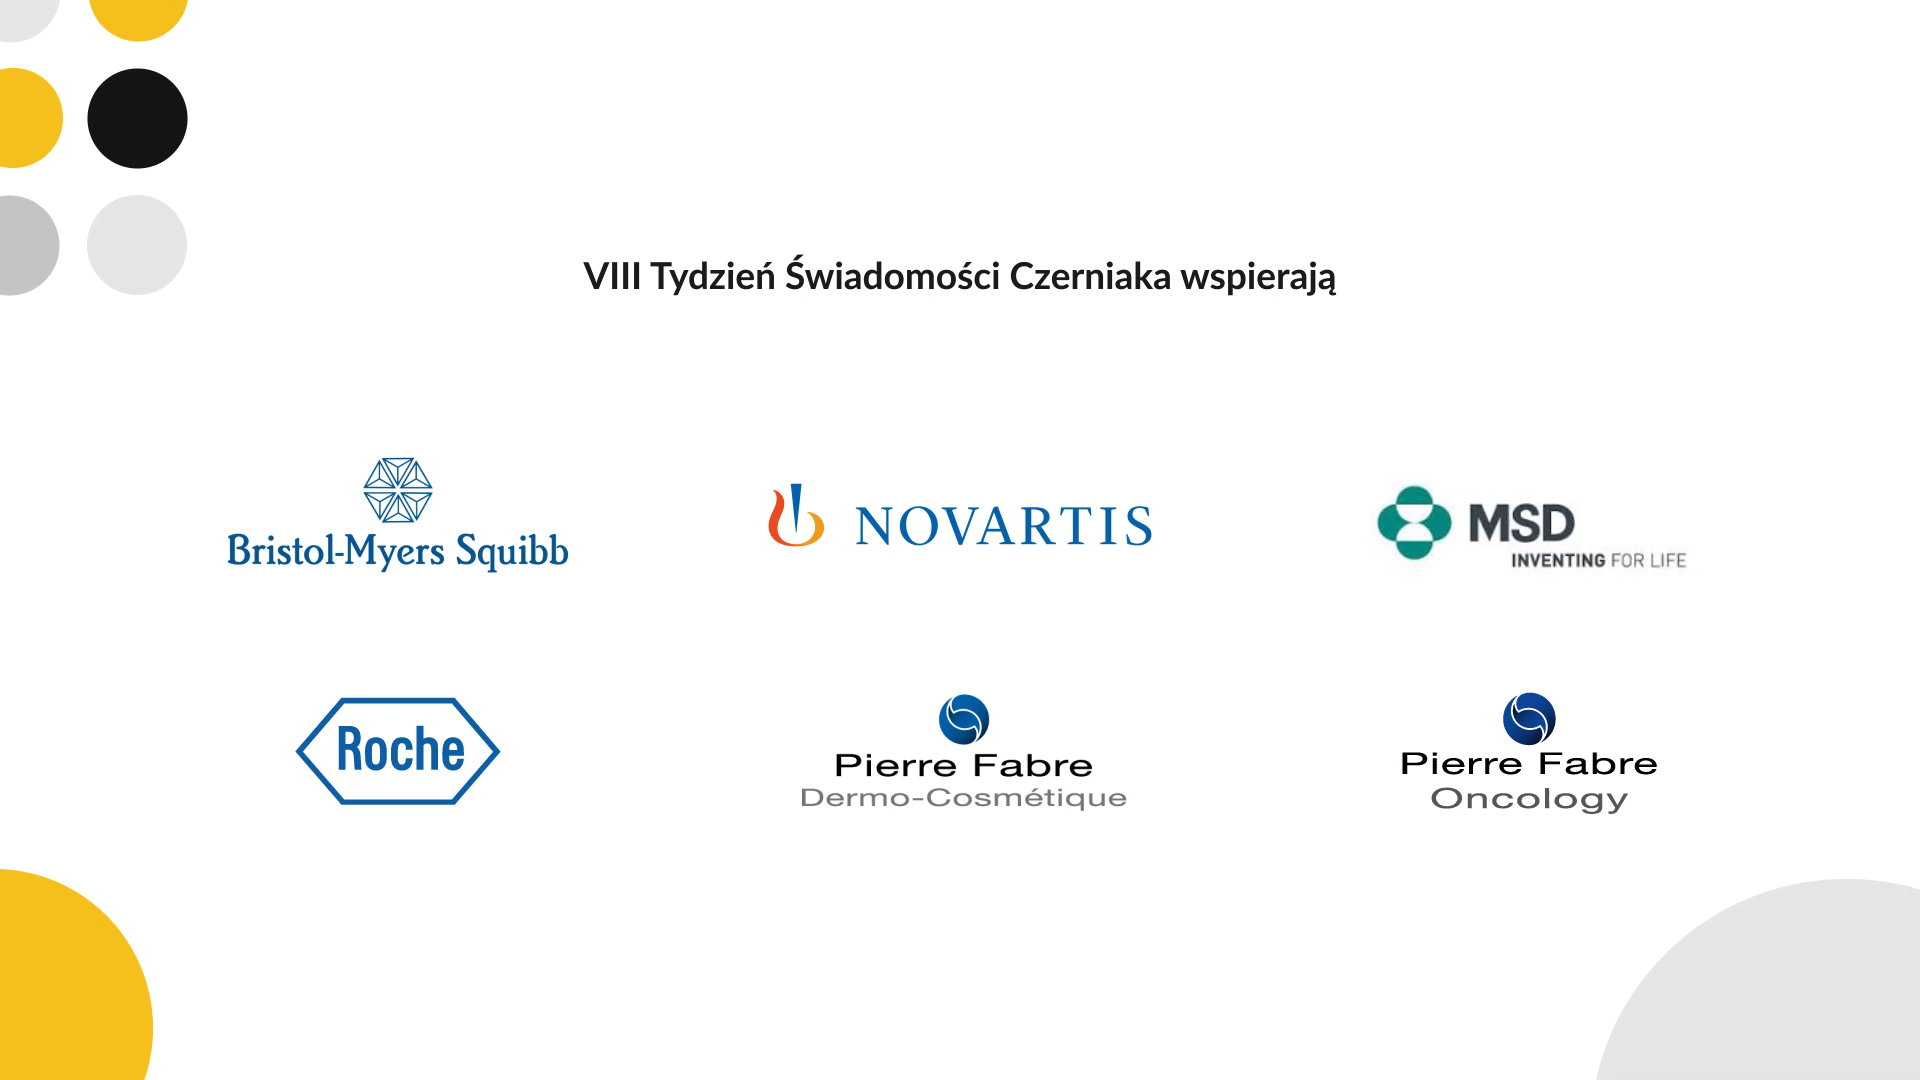 VIII Tydzień Świadomości Czerniaka wspierają
Bristol-Myers Squibb
NOVARTIS
MSD
INVENTING FOR LIFE
Roche
Pierre Fabre
Dermo-Cosmétique
Pierre Fabre
Oncology